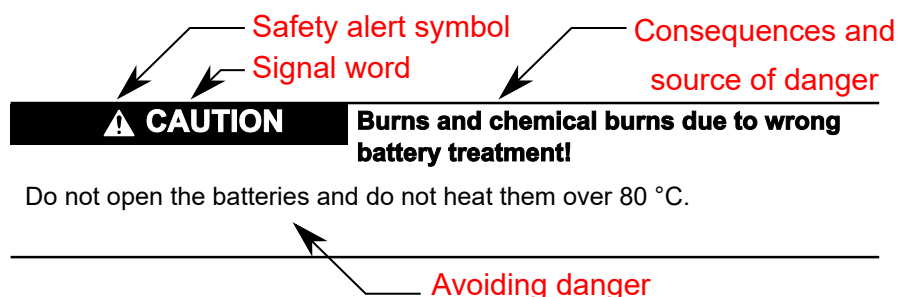 Safety alert symbol
Signal word
Consequences and
source of danger
CAUTION
Burns and chemical burns due to wrong
battery treatment!
Do not open the batteries and do not heat them over 80 °C.
Avoiding danger